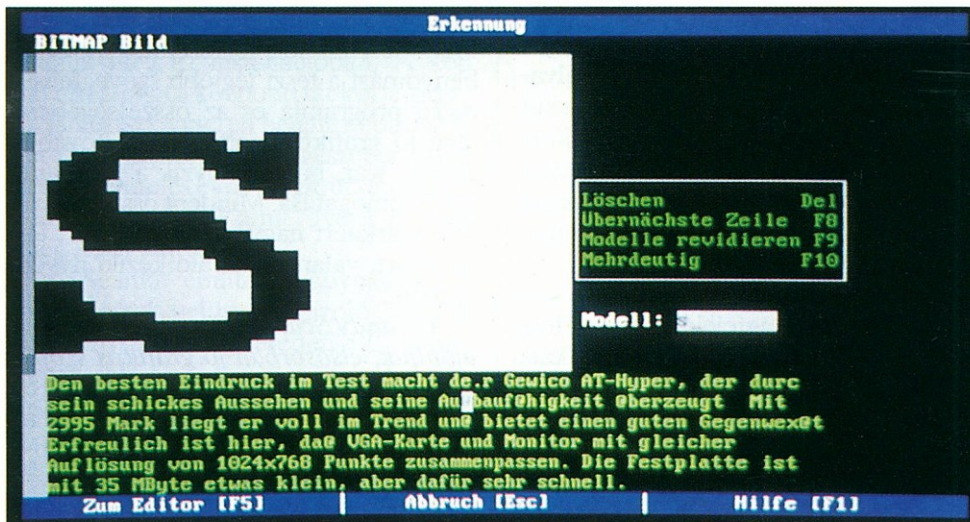 Erkennung
BITMAP Bild
S
Löschen Del
Übernächste Zeile F8
Modelle revidieren F9
Mehrdeutig F10
Modell: s
Den besten Eindruck im Test macht de.r Gewico AT-Hyper, der durc
sein schickes Aussehen und seine Au bauf@higkeit @berzeugt Mit
2995 Mark liegt er voll im Trend un@ bietet einen guten Gegenwex@t
Erfreulich ist hier, da@ VGA-Karte und Monitor mit gleicher
Auflösung von 1024x768 Punkte zusammenpassen. Die Festplatte ist
mit 35 MByte etwas klein, aber dafür sehr schnell.
Zum Editor [F5] Abbruch [Esc] Hilfe [F1]